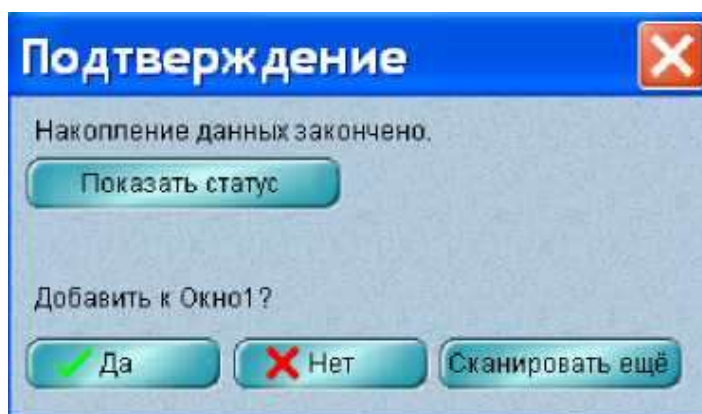 Подтверждение
Накопление данных закончено.
Показать статус
Добавить к Окно1?
Да Нет Сканировать ещё